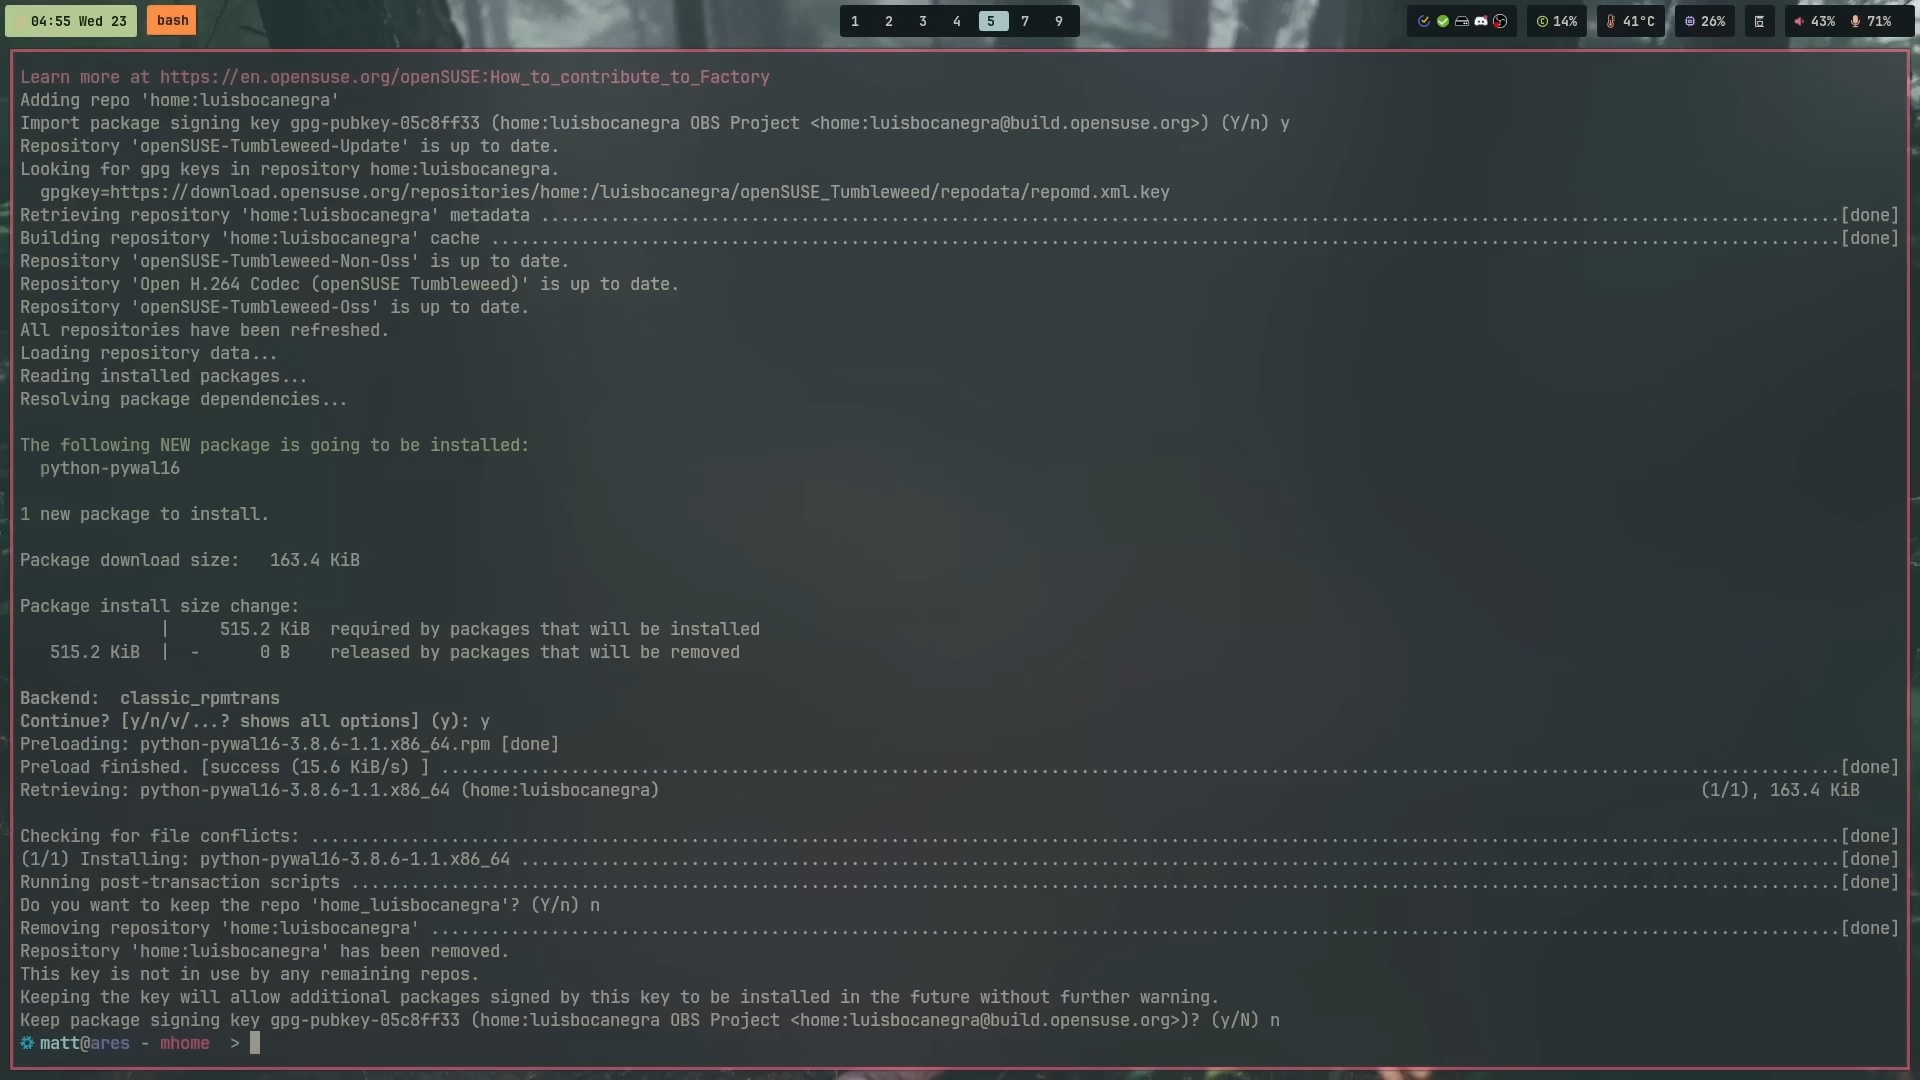 04:55 Wed 23
bash
1 2 3 4 5 7 9
14%
41°C
26%
43% 71%
Learn more at https://en.opensuse.org/openSUSE:How_to_contribute_to_Factory
Adding repo 'home:luisbocanegra'
Import package signing key gpg-pubkey-05c8ff33 (home:luisbocanegra OBS Project <home:luisbocanegra@build.opensuse.org>) (Y/n) y
Repository 'openSUSE-Tumbleweed-Update' is up to date.
Looking for gpg keys in repository home:luisbocanegra.
  gpgkey=https://download.opensuse.org/repositories/home:/luisbocanegra/openSUSE_Tumbleweed/repodata/repomd.xml.key
Retrieving repository 'home:luisbocanegra' metadata ..................................................................................................................................[done]
Building repository 'home:luisbocanegra' cache .......................................................................................................................................[done]
Repository 'openSUSE-Tumbleweed-Non-Oss' is up to date.
Repository 'Open H.264 Codec (openSUSE Tumbleweed)' is up to date.
Repository 'openSUSE-Tumbleweed-Oss' is up to date.
All repositories have been refreshed.
Loading repository data...
Reading installed packages...
Resolving package dependencies...
The following NEW package is going to be installed:
  python-pywal16
1 new package to install.
Package download size:   163.4 KiB
Package install size change:
              |     515.2 KiB  required by packages that will be installed
   515.2 KiB  |  -      0 B    released by packages that will be removed
Backend:  classic_rpmtrans
Continue? [y/n/v/...? shows all options] (y): y
Preloading: python-pywal16-3.8.6-1.1.x86_64.rpm [done]
Preload finished. [success (15.6 KiB/s) ] ............................................................................................................................................[done]
Retrieving: python-pywal16-3.8.6-1.1.x86_64 (home:luisbocanegra) (1/1), 163.4 KiB
Checking for file conflicts: .........................................................................................................................................................[done]
(1/1) Installing: python-pywal16-3.8.6-1.1.x86_64 ....................................................................................................................................[done]
Running post-transaction scripts .....................................................................................................................................................[done]
Do you want to keep the repo 'home_luisbocanegra'? (Y/n) n
Removing repository 'home:luisbocanegra' .............................................................................................................................................[done]
Repository 'home:luisbocanegra' has been removed.
This key is not in use by any remaining repos.
Keeping the key will allow additional packages signed by this key to be installed in the future without further warning.
Keep package signing key gpg-pubkey-05c8ff33 (home:luisbocanegra OBS Project <home:luisbocanegra@build.opensuse.org>)? (y/N) n
matt@ares - mhome  >